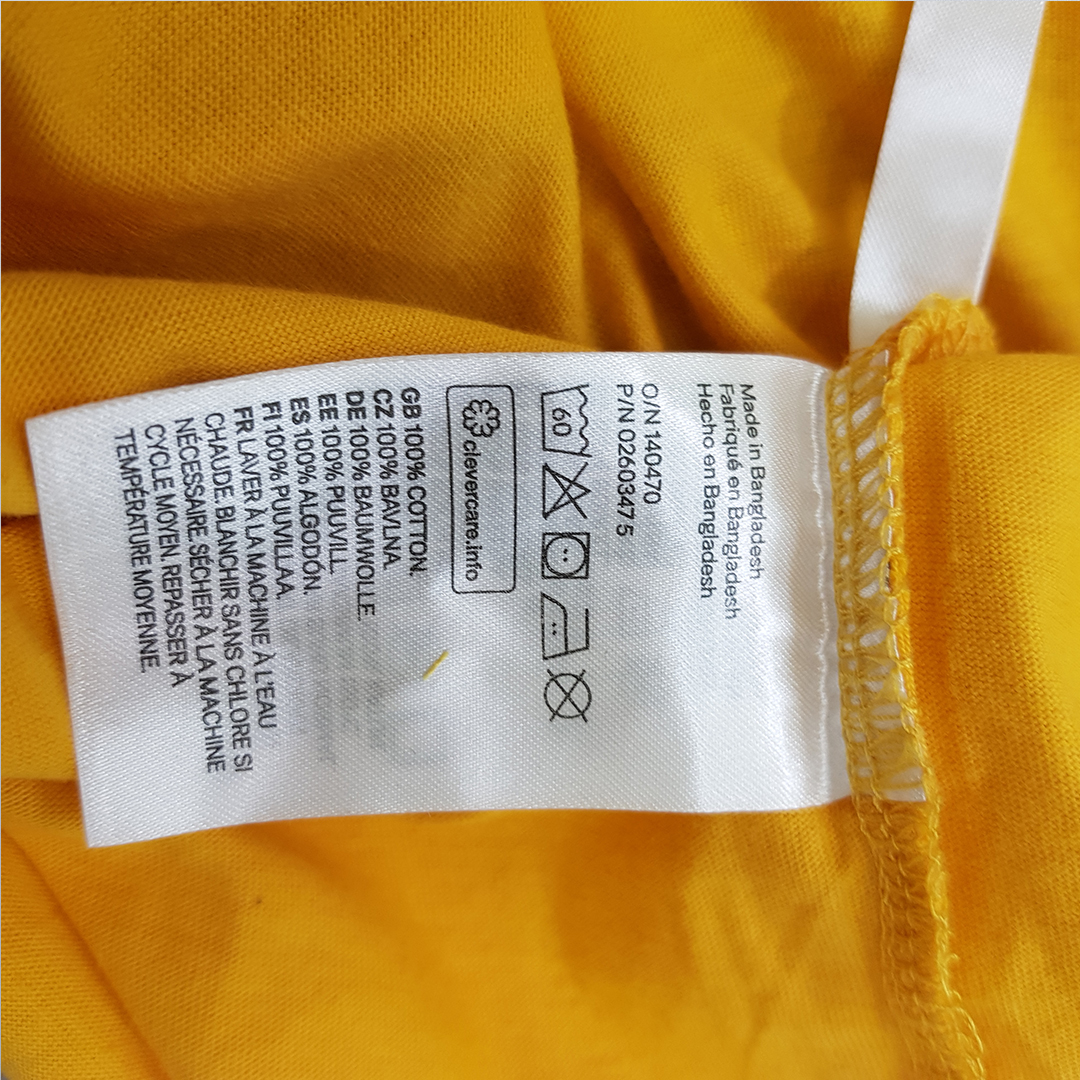 Made in Bangladesh
Fabriqué en Bangladesh
Hecho en Bangladesh
O/N 140470
P/N 02603475
60
clevercare.info
GB 100% COTTON.
CZ 100% BAVLNA.
DE 100% BAUMWOLLE.
EE 100% PUUVILL.
ES 100% ALGODÓN.
FI 100% PUUVILLAA.
FR LAVER À LA MACHINE À L'EAU
CHAUDE. BLANCHIR SANS CHLORE SI
NÉCESSAIRE SÉCHER À LA MACHINE
CYCLE MOYEN. REPASSER À
TEMPÉRATURE MOYENNE.